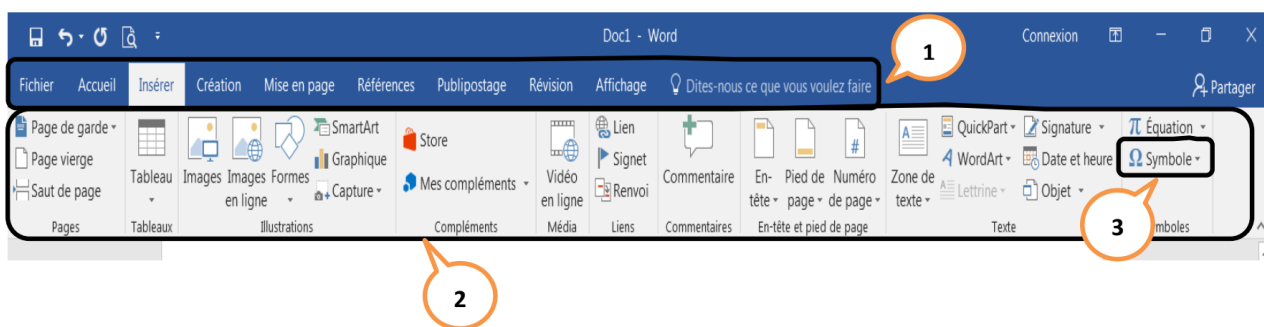 Doc1 - Word
Connexion
1
Fichier Accueil Insérer Création Mise en page Références Publipostage Révision Affichage Dites-nous ce que vous voulez faire Partager
Page de garde
Page vierge
Saut de page
Pages
Tableau
Tableaux
Images
Images en ligne
Formes
SmartArt
Graphique
Capture
Illustrations
Store
Mes compléments
Compléments
Vidéo
en ligne
Média
Lien
Signet
Renvoi
Liens
Commentaire
Commentaires
En-
tête
Pied de
page
Numéro
de page
#
En-tête et pied de page
Zone de
texte
A
QuickPart
A WordArt
A Lettrine
Signature
Date et heure
Objet
Texte
π Équation
Ω Symbole
mboles
2
3